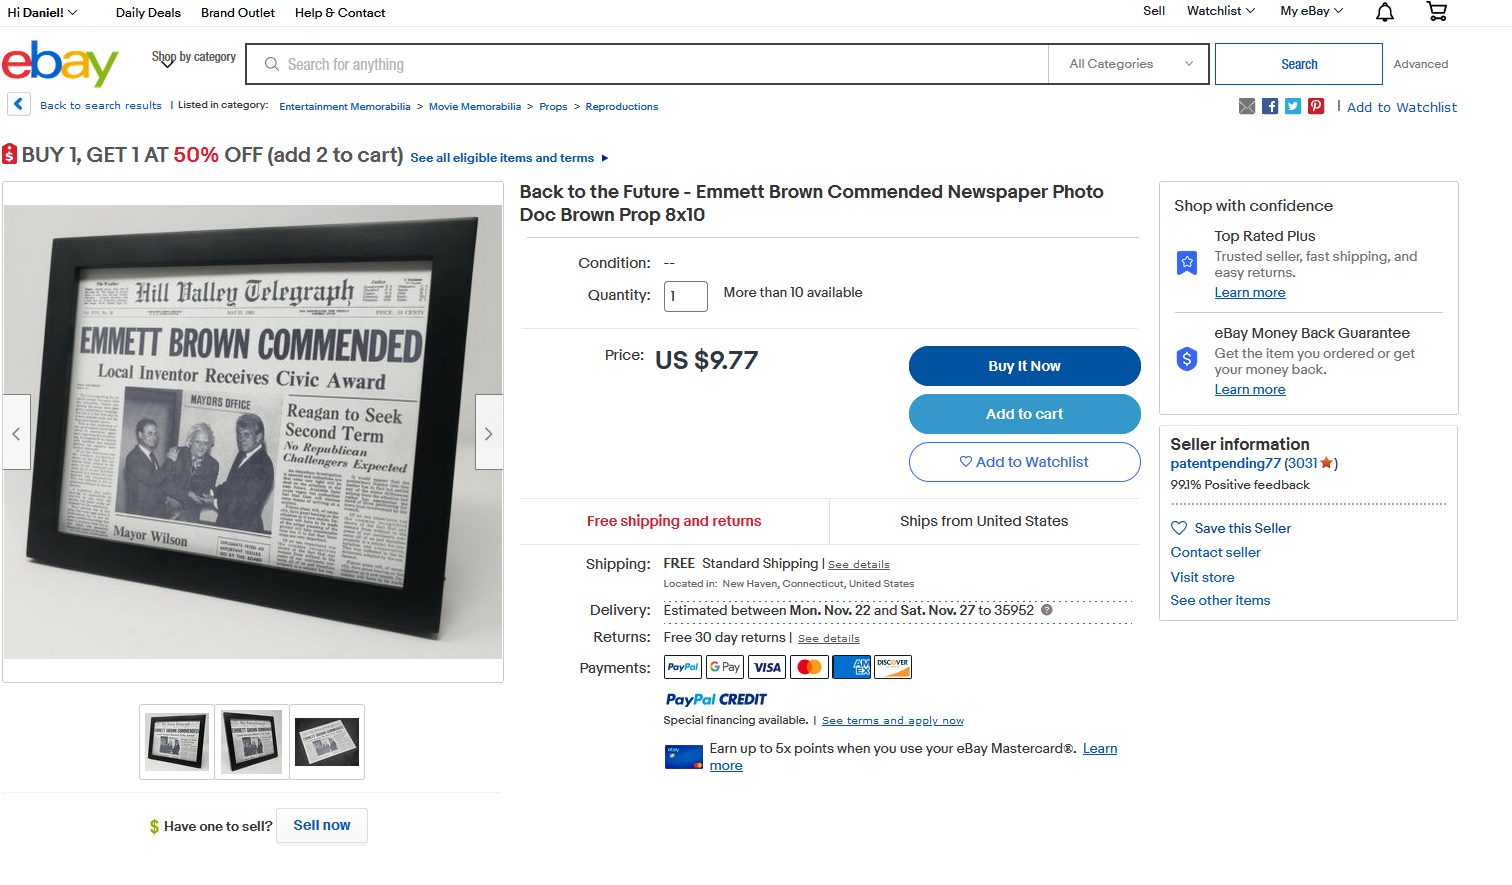 Hi Daniel!
Daily Deals
Brand Outlet
Help & Contact
Sell
Watchlist
My eBay
ebay
Shop by category
Search for anything
All Categories
Search
Advanced
Back to search results | Listed in category: Entertainment Memorabilia > Movie Memorabilia > Props > Reproductions
| Add to Watchlist
BUY 1, GET 1 AT 50% OFF (add 2 to cart) See all eligible items and terms
Hill Valley Telegraph
PRICE: 10 CENTS
EMMETT BROWN COMMENDED
Local Inventor Receives Civic Award
MAYORS OFFICE
Reagan to Seek
Second Term
No Republican
Challengers Expected
Mayor Wilson
Back to the Future - Emmett Brown Commended Newspaper Photo
Doc Brown Prop 8x10
Condition: --
Quantity: 1 More than 10 available
Price: US $9.77
Buy It Now
Add to cart
Add to Watchlist
Free shipping and returns
Ships from United States
Shipping: FREE Standard Shipping | See details
Located in: New Haven, Connecticut, United States
Delivery: Estimated between Mon. Nov. 22 and Sat. Nov. 27 to 35952
Returns: Free 30 day returns | See details
Payments: PayPal G Pay VISA AMEX DISCOVER
PayPal CREDIT
Special financing available. | See terms and apply now
Earn up to 5x points when you use your eBay Mastercard®. Learn
more
Shop with confidence
Top Rated Plus
Trusted seller, fast shipping, and
easy returns.
Learn more
eBay Money Back Guarantee
Get the item you ordered or get
your money back.
Learn more
Seller information
patentpending77 (3031)
99.1% Positive feedback
Save this Seller
Contact seller
Visit store
See other items
Have one to sell? Sell now